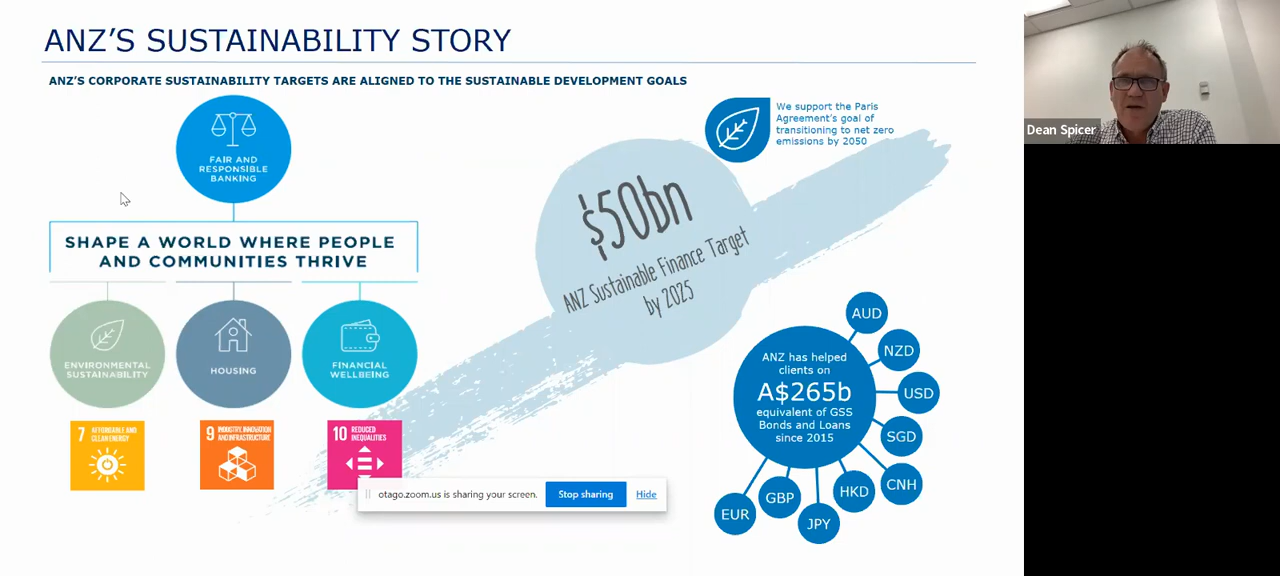 ANZ'S SUSTAINABILITY STORY
ANZ'S CORPORATE SUSTAINABILITY TARGETS ARE ALIGNED TO THE SUSTAINABLE DEVELOPMENT GOALS
FAIR AND
RESPONSIBLE
BANKING
SHAPE A WORLD WHERE PEOPLE
AND COMMUNITIES THRIVE
ENVIRONMENTAL
SUSTAINABILITY
HOUSING
FINANCIAL
WELLBEING
7 AFFORDABLE AND
CLEAN ENERGY
9 INDUSTRY, INNOVATION
AND INFRASTRUCTURE
10 REDUCED
INEQUALITIES
$50bn
ANZ Sustainable Finance Target
by 2025
We support the Paris
Agreement's goal of
transitioning to net zero
emissions by 2050
ANZ has helped
clients on
A$265b
equivalent of GSS
Bonds and Loans
since 2015
AUD
NZD
USD
SGD
CNH
HKD
JPY
GBP
EUR
otago.zoom.us is sharing your screen.
Stop sharing
Hide
Dean Spicer